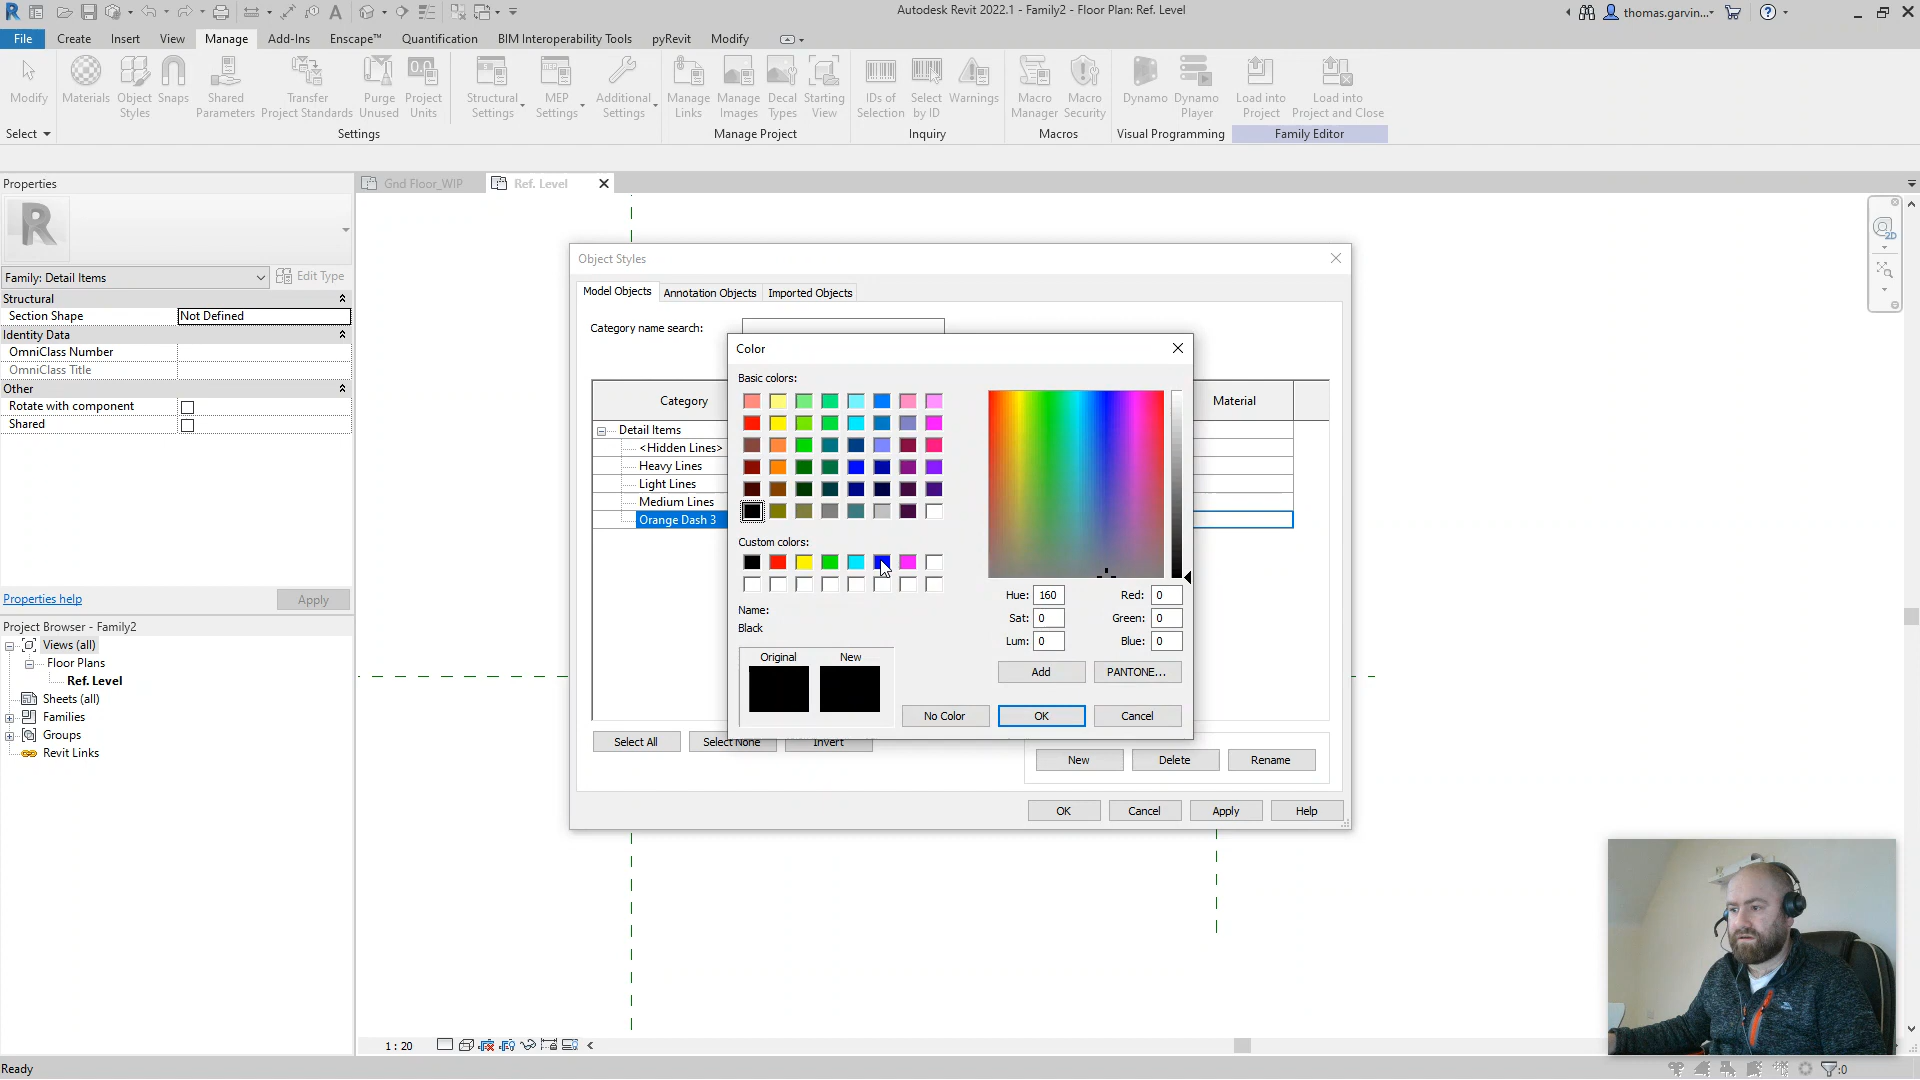 Autodesk Revit 2022.1 - Family2 - Floor Plan: Ref. Level
thomas.garvin...
File Create Insert View Manage Add-Ins Enscape™ Quantification BIM Interoperability Tools pyRevit Modify
Modify Materials Object Styles Snaps Shared Parameters Transfer Project Standards Purge Unused Project Units Structural Settings MEP Settings Additional Settings Manage Links Manage Images Decal Types Starting View IDs of Selection Select by ID Warnings Macro Manager Macro Security Dynamo Dynamo Player Load into Project Load into Project and Close
Select Settings Manage Project Inquiry Macros Visual Programming Family Editor
Properties
Gnd Floor_WIP Ref. Level
R
Family: Detail Items Edit Type
Structural
Section Shape Not Defined
Identity Data
OmniClass Number
OmniClass Title
Other
Rotate with component
Shared
Properties help Apply
Project Browser - Family2
Views (all)
Floor Plans
Ref. Level
Sheets (all)
Families
Groups
Revit Links
Object Styles
Model Objects Annotation Objects Imported Objects
Category name search:
Category Material
Detail Items
<Hidden Lines>
Heavy Lines
Light Lines
Medium Lines
Orange Dash 3
Select All Select None Invert
New Delete Rename
OK Cancel Apply Help
Color
Basic colors:
Custom colors:
Name:
Black
Original New
Hue: 160 Red: 0
Sat: 0 Green: 0
Lum: 0 Blue: 0
Add PANTONE...
No Color OK Cancel
2D
1 : 20
Ready
:0